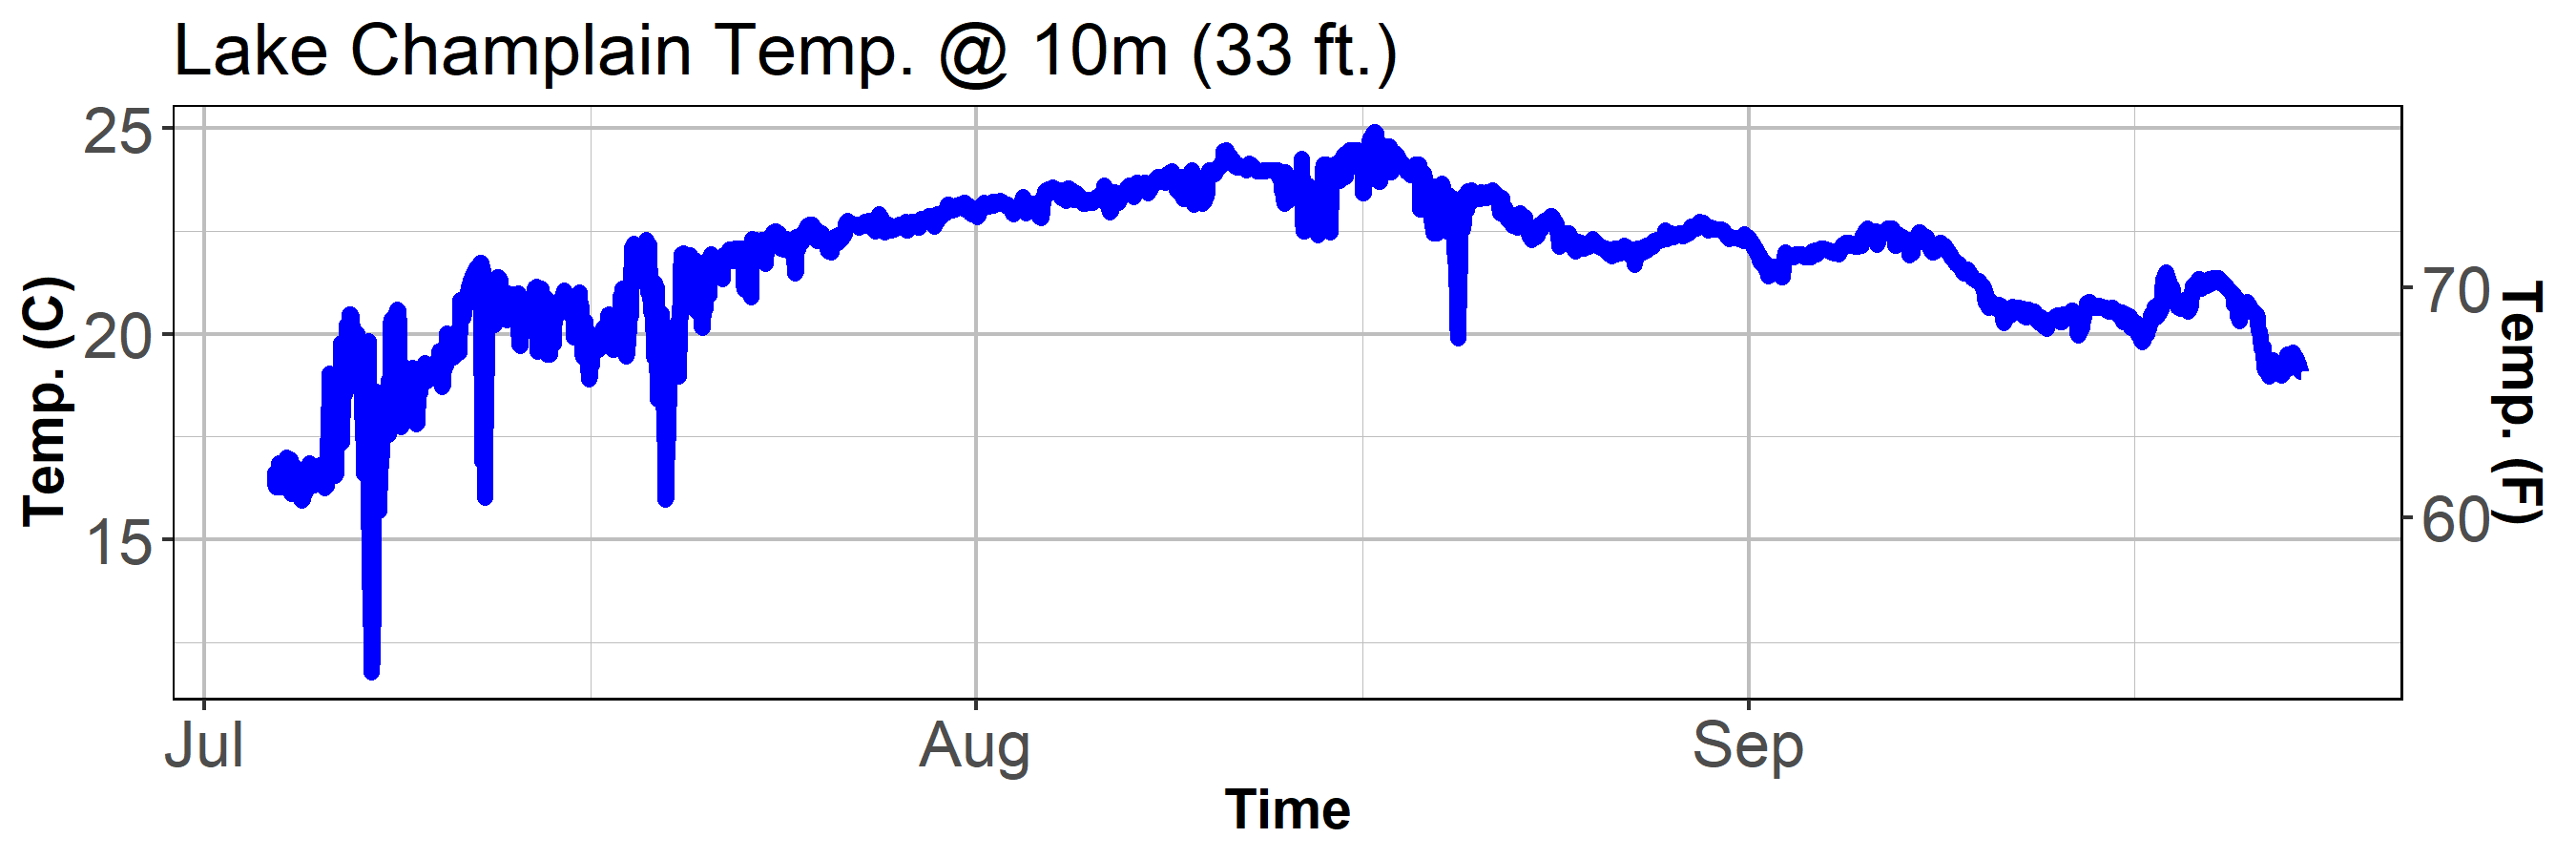 Lake Champlain Temp. @ 10m (33 ft.)
25
20
15
Temp. (C)
70
60
Temp. (F)
Jul Aug Sep
Time